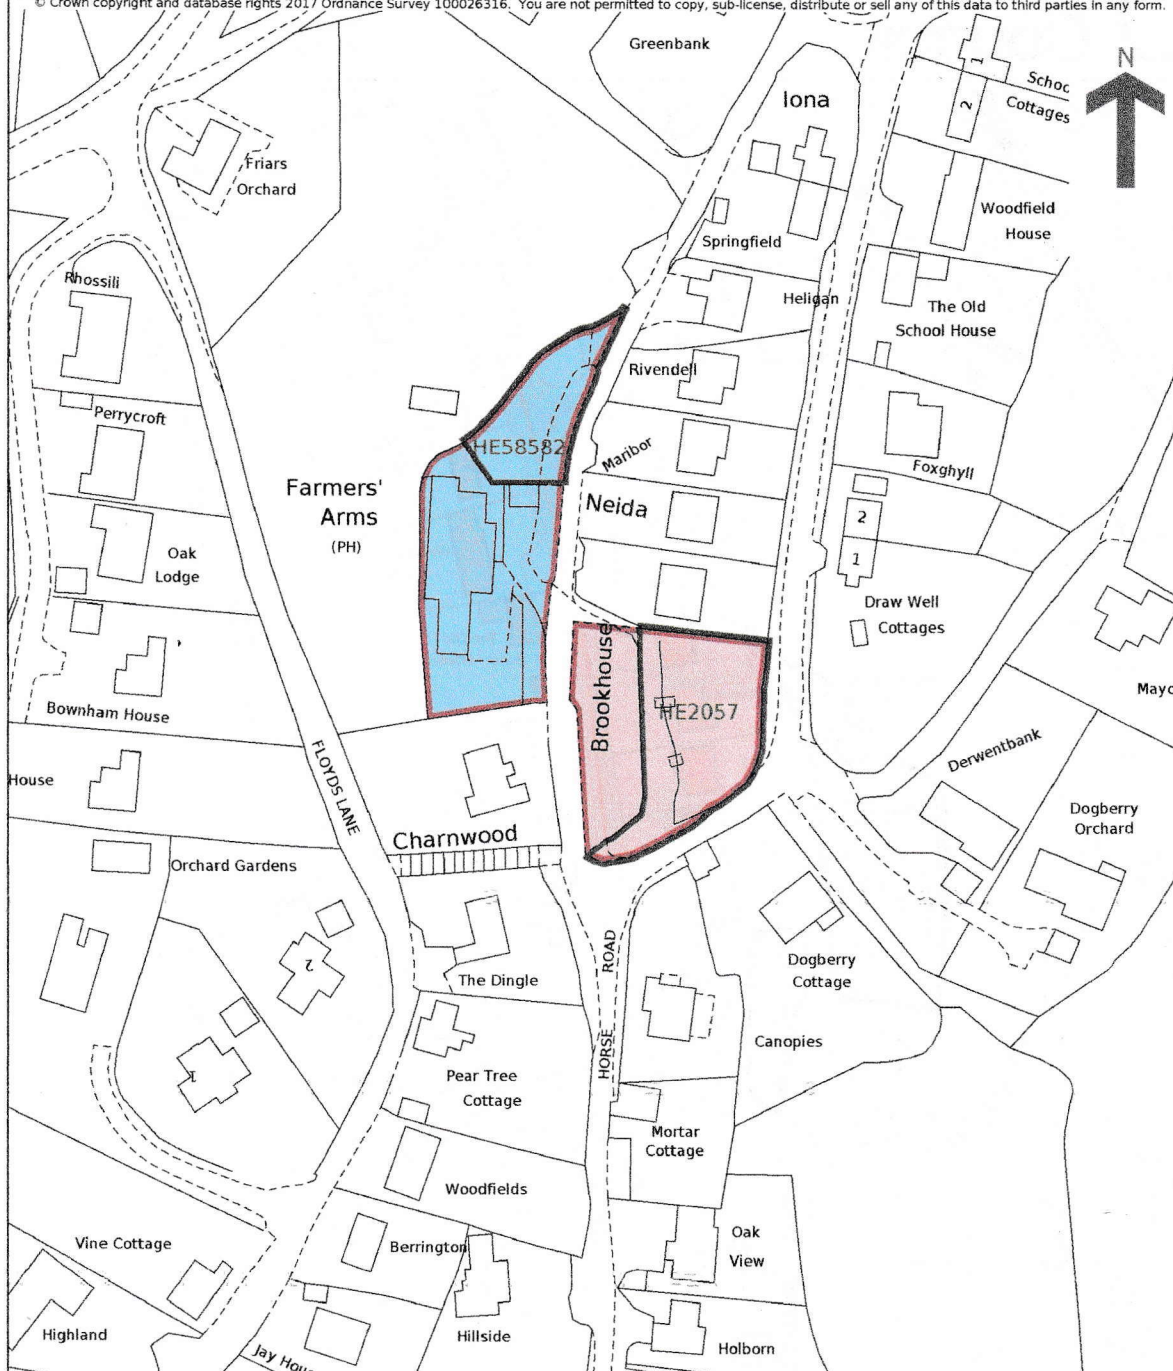 © Crown copyright and database rights 2017 Ordnance Survey 100026316. You are not permitted to copy, sub-license, distribute or sell any of this data to third parties in any form.
N
Greenbank
Iona
1
2
Schoc
Cottages
Friars
Orchard
Woodfield
House
Springfield
Rhossili
Heligan
The Old
School House
Rivendell
Perrycroft
HE58582
Maribor
Foxghyll
Farmers'
Arms
(PH)
Neida
2
1
Oak
Lodge
Draw Well
Cottages
Brookhouse
HE2057
Bownham House
Mayc
Derwentbank
FLOYDS LANE
House
Dogberry
Orchard
Charnwood
Orchard Gardens
2
1
The Dingle
HORSE ROAD
Dogberry
Cottage
Canopies
Pear Tree
Cottage
Mortar
Cottage
Woodfields
Oak
View
Vine Cottage
Berrington
Highland
Hillside
Holborn
Jay Hou